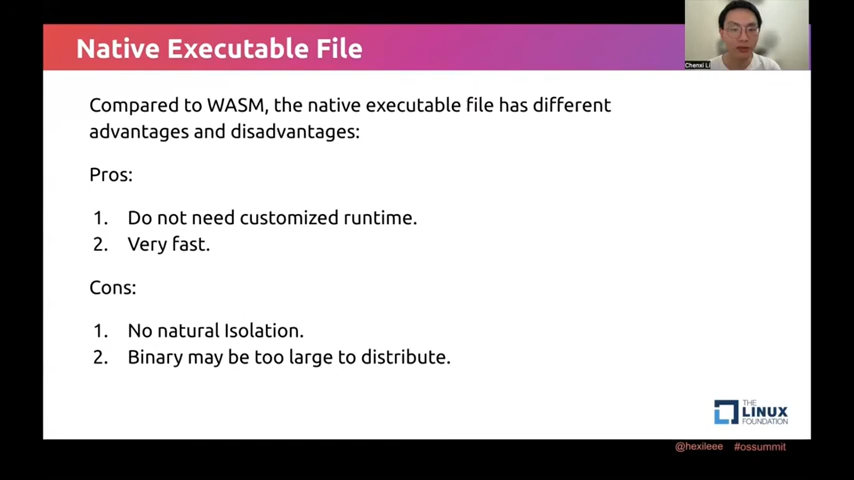 Native Executable File
Chenxi Li
Compared to WASM, the native executable file has different
advantages and disadvantages:
Pros:
1. Do not need customized runtime.
2. Very fast.
Cons:
1. No natural Isolation.
2. Binary may be too large to distribute.
THE
LINUX
FOUNDATION
@hexileee #ossummit